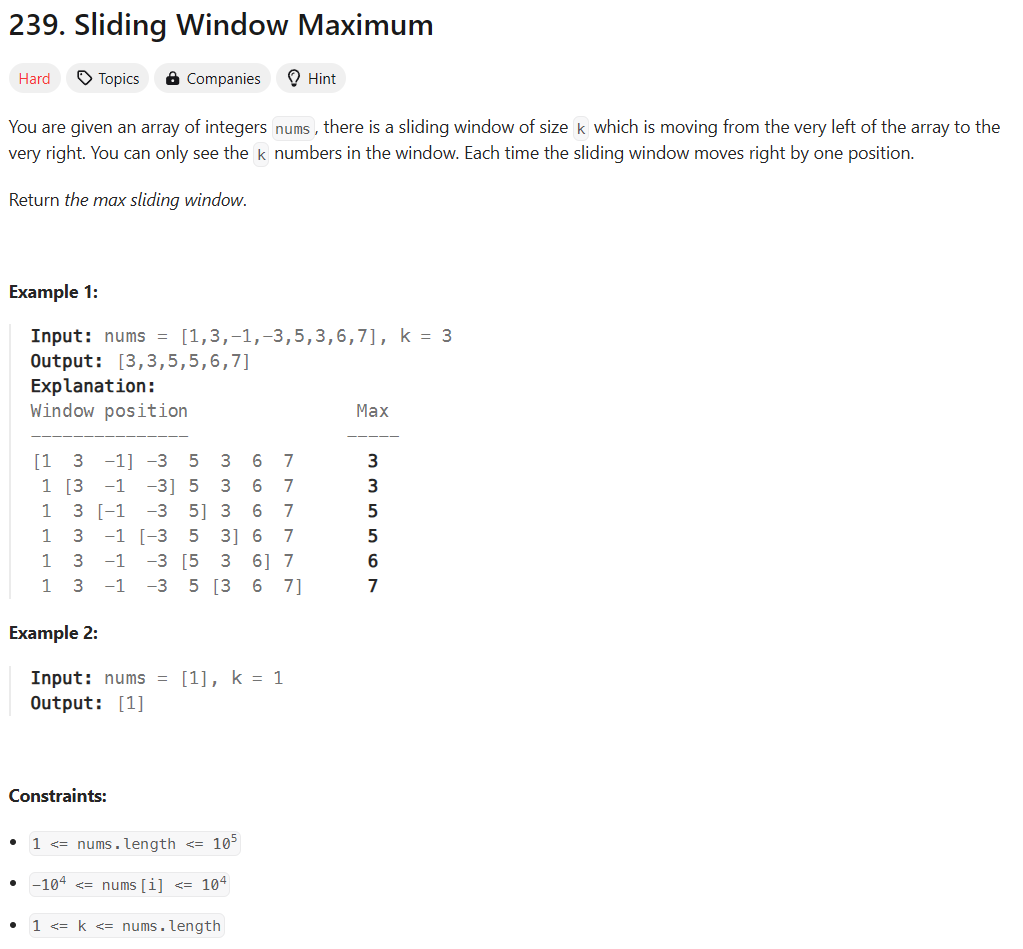 239. Sliding Window Maximum
Hard Topics Companies Hint
You are given an array of integers nums, there is a sliding window of size k which is moving from the very left of the array to the
very right. You can only see the k numbers in the window. Each time the sliding window moves right by one position.
Return the max sliding window.
Example 1:
Input: nums = [1,3,-1,-3,5,3,6,7], k = 3
Output: [3,3,5,5,6,7]
Explanation:
Window position                Max
---------------               -----
[1  3  -1] -3  5  3  6  7       3
 1 [3  -1  -3] 5  3  6  7       3
 1  3 [-1  -3  5] 3  6  7       5
 1  3  -1 [-3  5  3] 6  7       5
 1  3  -1  -3 [5  3  6] 7       6
 1  3  -1  -3  5 [3  6  7]      7
Example 2:
Input: nums = [1], k = 1
Output: [1]
Constraints:
• 1 <= nums.length <= 10⁵
• -10⁴ <= nums[i] <= 10⁴
• 1 <= k <= nums.length